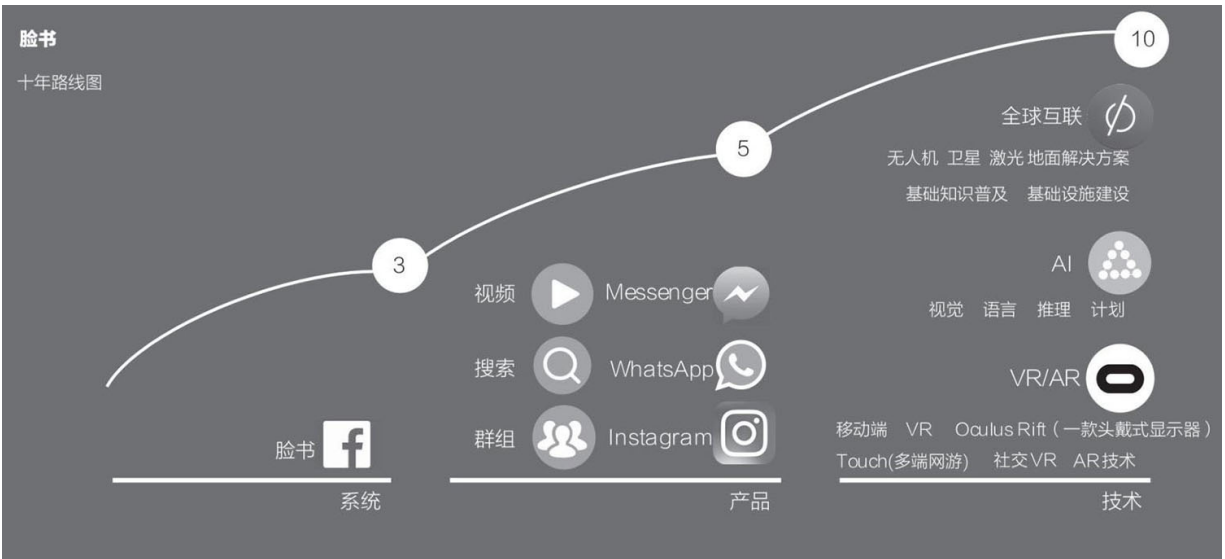 脸书
十年路线图
3
5
10
脸书
系统
视频 Messenger
搜索 WhatsApp
群组 Instagram
产品
全球互联
无人机 卫星 激光 地面解决方案
基础知识普及 基础设施建设
AI
视觉 语言 推理 计划
VR/AR
移动端 VR Oculus Rift（一款头戴式显示器）
Touch(多端网游) 社交VR AR技术
技术